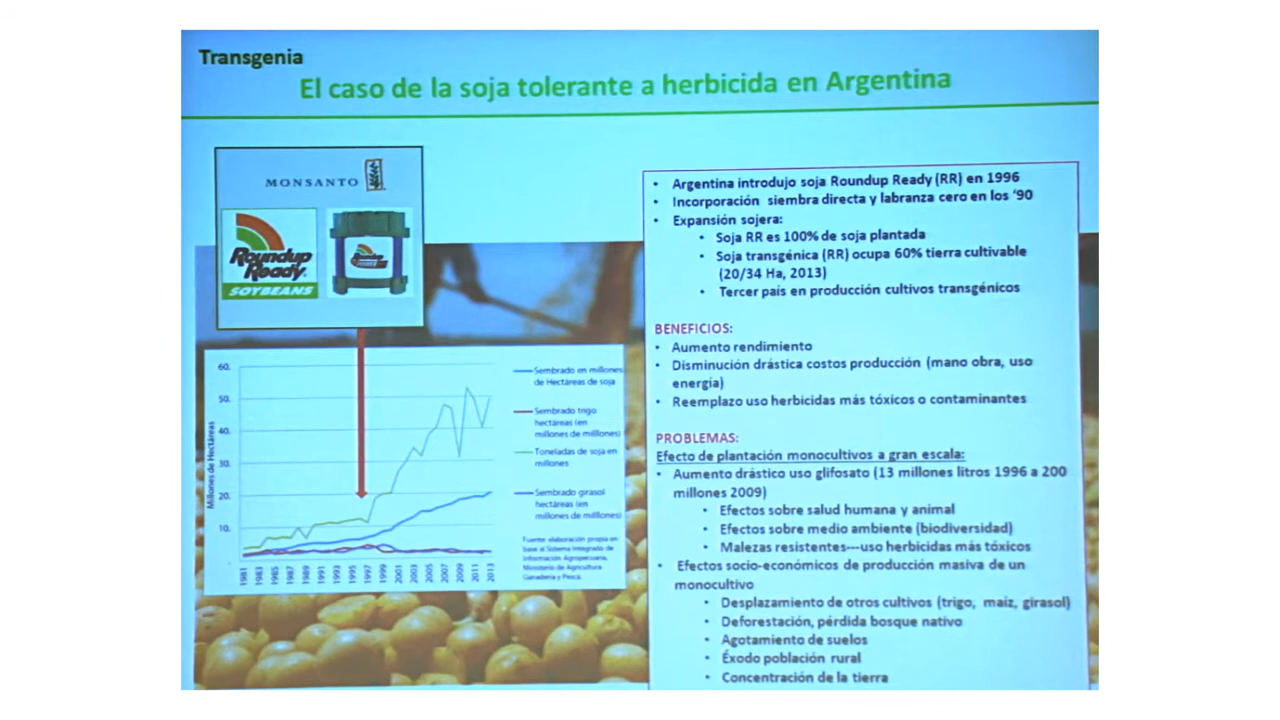 Transgenia
El caso de la soja tolerante a herbicida en Argentina
MONSANTO
Roundup
Ready
SOYBEANS
Roundup
• Argentina introdujo soja Roundup Ready (RR) en 1996
• Incorporación siembra directa y labranza cero en los ‘90
• Expansión sojera:
• Soja RR es 100% de soja plantada
• Soja transgénica (RR) ocupa 60% tierra cultivable
(20/34 Ha, 2013)
• Tercer país en producción cultivos transgénicos
BENEFICIOS:
• Aumento rendimiento
• Disminución drástica costos producción (mano obra, uso
energía)
• Reemplazo uso herbicidas más tóxicos o contaminantes
PROBLEMAS:
Efecto de plantación monocultivos a gran escala:
• Aumento drástico uso glifosato (13 millones litros 1996 a 200
millones 2009)
• Efectos sobre salud humana y animal
• Efectos sobre medio ambiente (biodiversidad)
• Malezas resistentes---uso herbicidas más tóxicos
• Efectos socio-económicos de producción masiva de un
monocultivo
• Desplazamiento de otros cultivos (trigo, maíz, girasol)
• Deforestación, pérdida bosque nativo
• Agotamiento de suelos
• Éxodo población rural
• Concentración de la tierra
Millones de Hectáreas
60.
50.
40.
30.
20.
10.
1981 1983 1985 1987 1989 1991 1993 1995 1997 1999 2001 2003 2005 2007 2009 2011 2013
Sembrado en millones
de Hectáreas de soja
Sembrado trigo
hectáreas (en
millones de milllones)
Toneladas de soja en
millones
Sembrado girasol
hectáreas (en
millones de milllones)
Fuente: elaboración propia en
base al Sistema Integrado de
Información Agropecuaria,
Ministerio de Agricultura
Ganadería y Pesca.